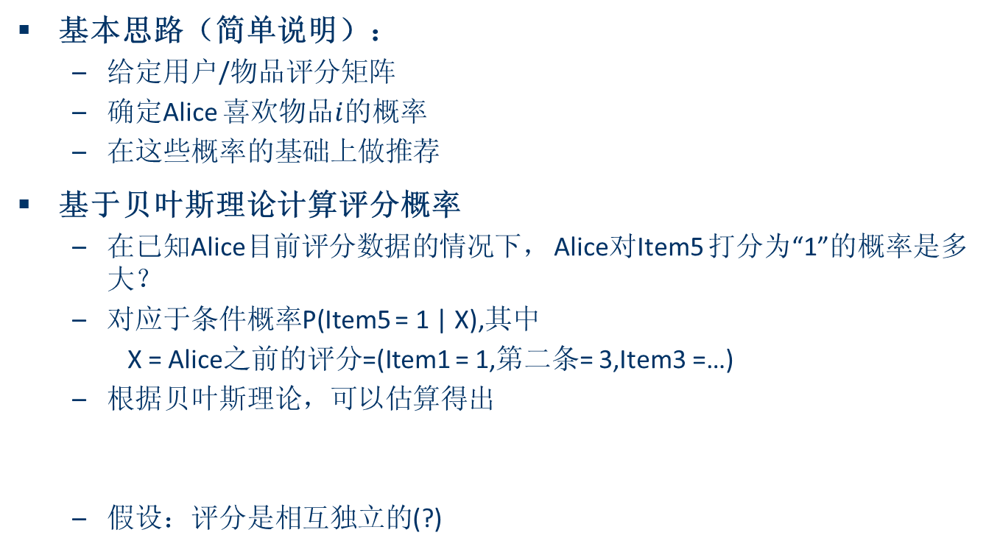 ▪ 基本思路（简单说明）：
– 给定用户/物品评分矩阵
– 确定Alice 喜欢物品i的概率
– 在这些概率的基础上做推荐
▪ 基于贝叶斯理论计算评分概率
– 在已知Alice目前评分数据的情况下， Alice对Item5 打分为“1”的概率是多
大？
– 对应于条件概率P(Item5 = 1 | X),其中
X = Alice之前的评分=(Item1 = 1,第二条= 3,Item3 =…)
– 根据贝叶斯理论，可以估算得出
– 假设：评分是相互独立的(?)